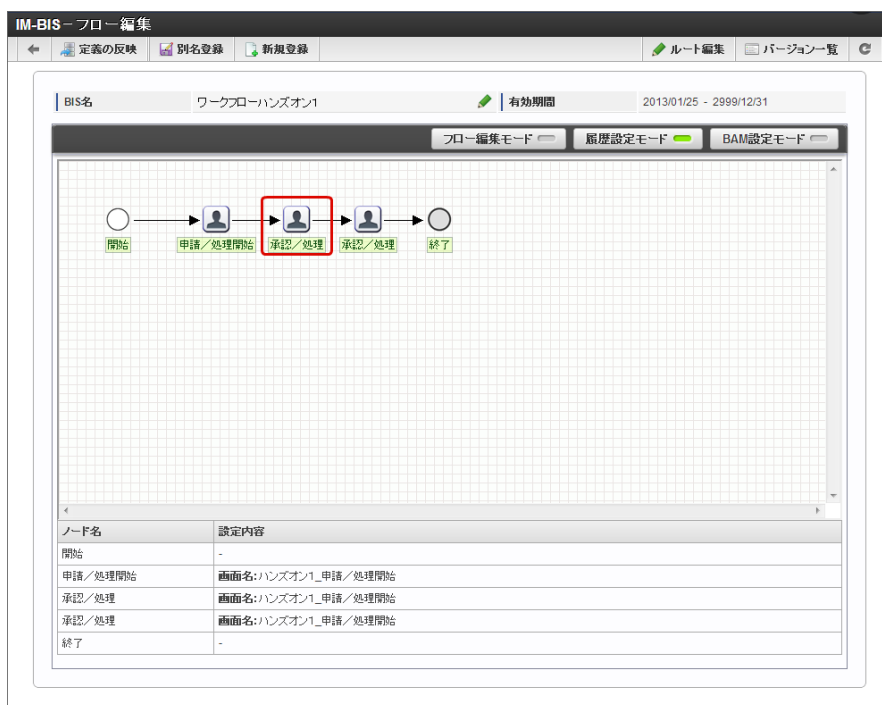 IM-BIS－フロー編集
定義の反映 別名登録 新規登録 ルート編集 バージョン一覧
BIS名 ワークフローハンズオン1 有効期間 2013/01/25 - 2999/12/31
フロー編集モード 履歴設定モード BAM設定モード
開始 申請／処理開始 承認／処理 承認／処理 終了
ノード名 設定内容
開始 -
申請／処理開始 画面名:ハンズオン1_申請／処理開始
承認／処理 画面名:ハンズオン1_申請／処理開始
承認／処理 画面名:ハンズオン1_申請／処理開始
終了 -